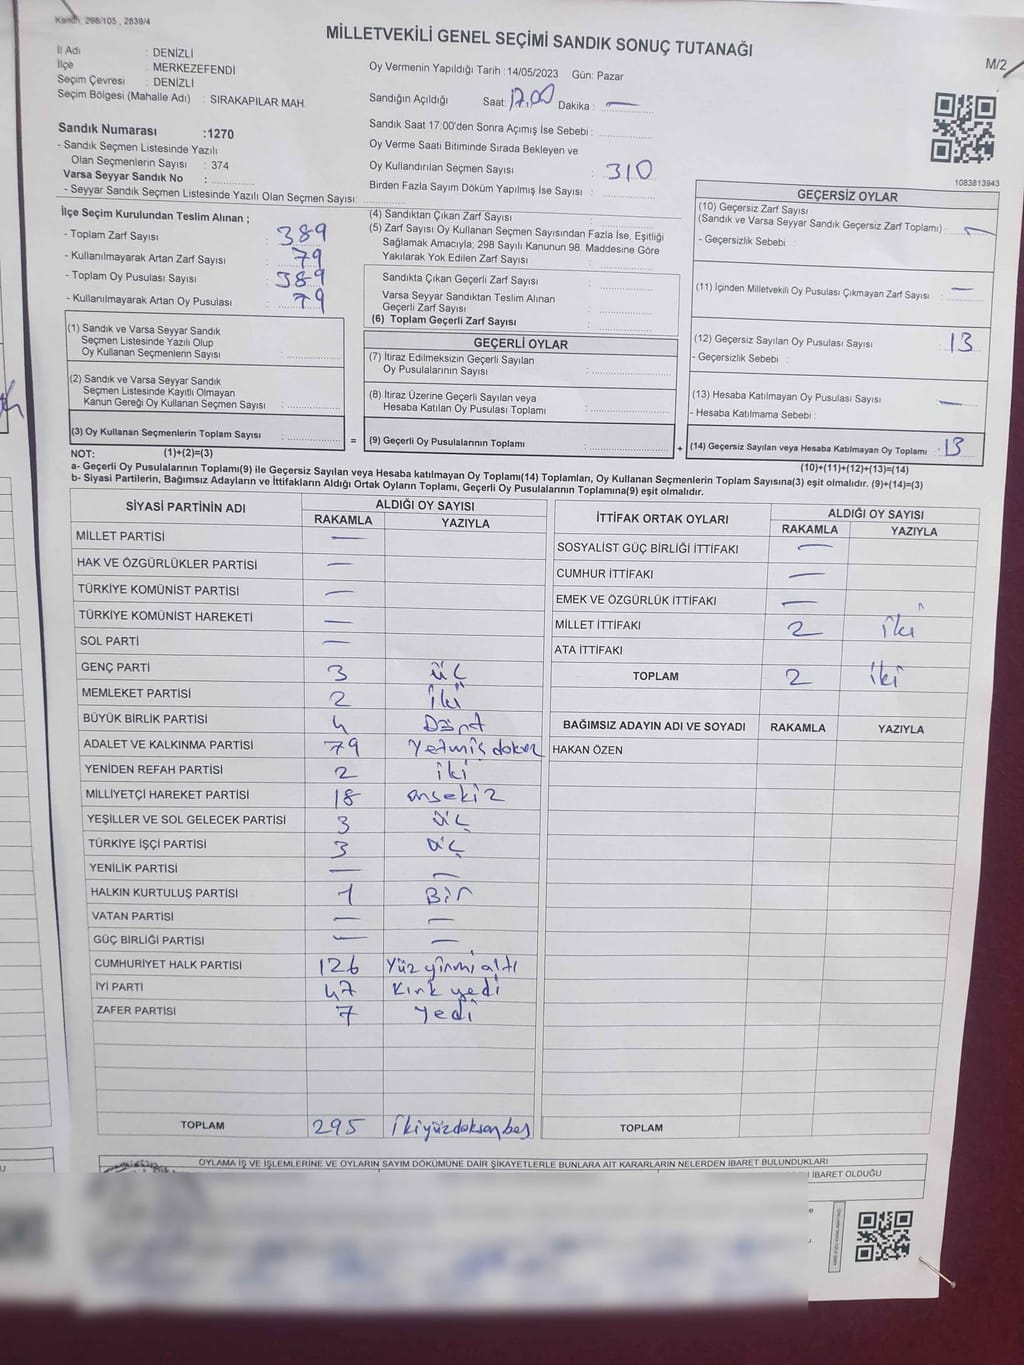 Kanun: 298/105, 2839/4
MİLLETVEKİLİ GENEL SEÇİMİ SANDIK SONUÇ TUTANAĞI
M/2
İl Adı : DENİZLİ
İlçe : MERKEZEFENDİ
Seçim Çevresi : DENİZLİ
Seçim Bölgesi (Mahalle Adı) : SIRAKAPILAR MAH.
Sandık Numarası :1270
- Sandık Seçmen Listesinde Yazılı
Olan Seçmenlerin Sayısı : 374
Varsa Seyyar Sandık No :
- Seyyar Sandık Seçmen Listesinde Yazılı Olan Seçmen Sayısı:
Oy Vermenin Yapıldığı Tarih :14/05/2023 Gün: Pazar
Sandığın Açıldığı Saat: 17.00 Dakika : —
Sandık Saat 17:00'den Sonra Açımış İse Sebebi :
Oy Verme Saati Bitiminde Sırada Bekleyen ve
Oy Kullandırılan Seçmen Sayısı : 310
Birden Fazla Sayım Döküm Yapılmış İse Sayısı :
1083813943
İlçe Seçim Kurulundan Teslim Alınan ;
- Toplam Zarf Sayısı : 389
- Kullanılmayarak Artan Zarf Sayısı : 79
- Toplam Oy Pusulası Sayısı : 389
- Kullanılmayarak Artan Oy Pusulası : 79
(1) Sandık ve Varsa Seyyar Sandık
Seçmen Listesinde Yazılı Olup
Oy Kullanan Seçmenlerin Sayısı :
(2) Sandık ve Varsa Seyyar Sandık
Seçmen Listesinde Kayıtlı Olmayan
Kanun Gereği Oy Kullanan Seçmen Sayısı :
(3) Oy Kullanan Seçmenlerin Toplam Sayısı :
(4) Sandıktan Çıkan Zarf Sayısı :
(5) Zarf Sayısı Oy Kullanan Seçmen Sayısından Fazla İse, Eşitliği
Sağlamak Amacıyla; 298 Sayılı Kanunun 98. Maddesine Göre
Yakılarak Yok Edilen Zarf Sayısı :
Sandıkta Çıkan Geçerli Zarf Sayısı :
Varsa Seyyar Sandıktan Teslim Alınan
Geçerli Zarf Sayısı :
(6) Toplam Geçerli Zarf Sayısı :
GEÇERLİ OYLAR
(7) İtiraz Edilmeksizin Geçerli Sayılan
Oy Pusulalarının Sayısı :
(8) İtiraz Üzerine Geçerli Sayılan veya
Hesaba Katılan Oy Pusulası Toplamı :
= (9) Geçerli Oy Pusulalarının Toplamı : +
GEÇERSİZ OYLAR
(10) Geçersiz Zarf Sayısı
(Sandık ve Varsa Seyyar Sandık Geçersiz Zarf Toplamı) : —
- Geçersizlik Sebebi :
(11) İçinden Milletvekili Oy Pusulası Çıkmayan Zarf Sayısı : —
(12) Geçersiz Sayılan Oy Pusulası Sayısı : 13
- Geçersizlik Sebebi :
(13) Hesaba Katılmayan Oy Pusulası Sayısı : —
- Hesaba Katılmama Sebebi :
(14) Geçersiz Sayılan veya Hesaba Katılmayan Oy Toplamı : 13
NOT: (1)+(2)=(3) (10)+(11)+(12)+(13)=(14)
a- Geçerli Oy Pusulalarının Toplamı(9) ile Geçersiz Sayılan veya Hesaba katılmayan Oy Toplamı(14) Toplamları, Oy Kullanan Seçmenlerin Toplam Sayısına(3) eşit olmalıdır. (9)+(14)=(3)
b- Siyasi Partilerin, Bağımsız Adayların ve İttifakların Aldığı Ortak Oyların Toplamı, Geçerli Oy Pusulalarının Toplamına(9) eşit olmalıdır.
SİYASİ PARTİNİN ADI ALDIĞI OY SAYISI
RAKAMLA YAZIYLA
MİLLET PARTİSİ —
HAK VE ÖZGÜRLÜKLER PARTİSİ —
TÜRKİYE KOMÜNİST PARTİSİ —
TÜRKİYE KOMÜNİST HAREKETİ —
SOL PARTİ —
GENÇ PARTİ 3 üç
MEMLEKET PARTİSİ 2 iki
BÜYÜK BİRLİK PARTİSİ 4 Dört
ADALET VE KALKINMA PARTİSİ 79 Yetmiş dokuz
YENİDEN REFAH PARTİSİ 2 iki
MİLLİYETÇİ HAREKET PARTİSİ 18 onsekiz
YEŞİLLER VE SOL GELECEK PARTİSİ 3 üç
TÜRKİYE İŞÇİ PARTİSİ 3 üç
YENİLİK PARTİSİ — —
HALKIN KURTULUŞ PARTİSİ 1 Bir
VATAN PARTİSİ — —
GÜÇ BİRLİĞİ PARTİSİ — —
CUMHURİYET HALK PARTİSİ 126 Yüz yirmi altı
İYİ PARTİ 47 Kırk yedi
ZAFER PARTİSİ 7 Yedi
TOPLAM 295 ikiyüzdoksanbeş
İTTİFAK ORTAK OYLARI ALDIĞI OY SAYISI
RAKAMLA YAZIYLA
SOSYALİST GÜÇ BİRLİĞİ İTTİFAKI —
CUMHUR İTTİFAKI —
EMEK VE ÖZGÜRLÜK İTTİFAKI —
MİLLET İTTİFAKI 2 iki
ATA İTTİFAKI
TOPLAM 2 iki
BAĞIMSIZ ADAYIN ADI VE SOYADI RAKAMLA YAZIYLA
HAKAN ÖZEN
TOPLAM
OYLAMA İŞ VE İŞLEMLERİNE VE OYLARIN SAYIM DÖKÜMÜNE DAİR ŞİKAYETLERLE BUNLARA AİT KARARLARIN NELERDEN İBARET BULUNDUKLARI
İBARET OLDUĞU